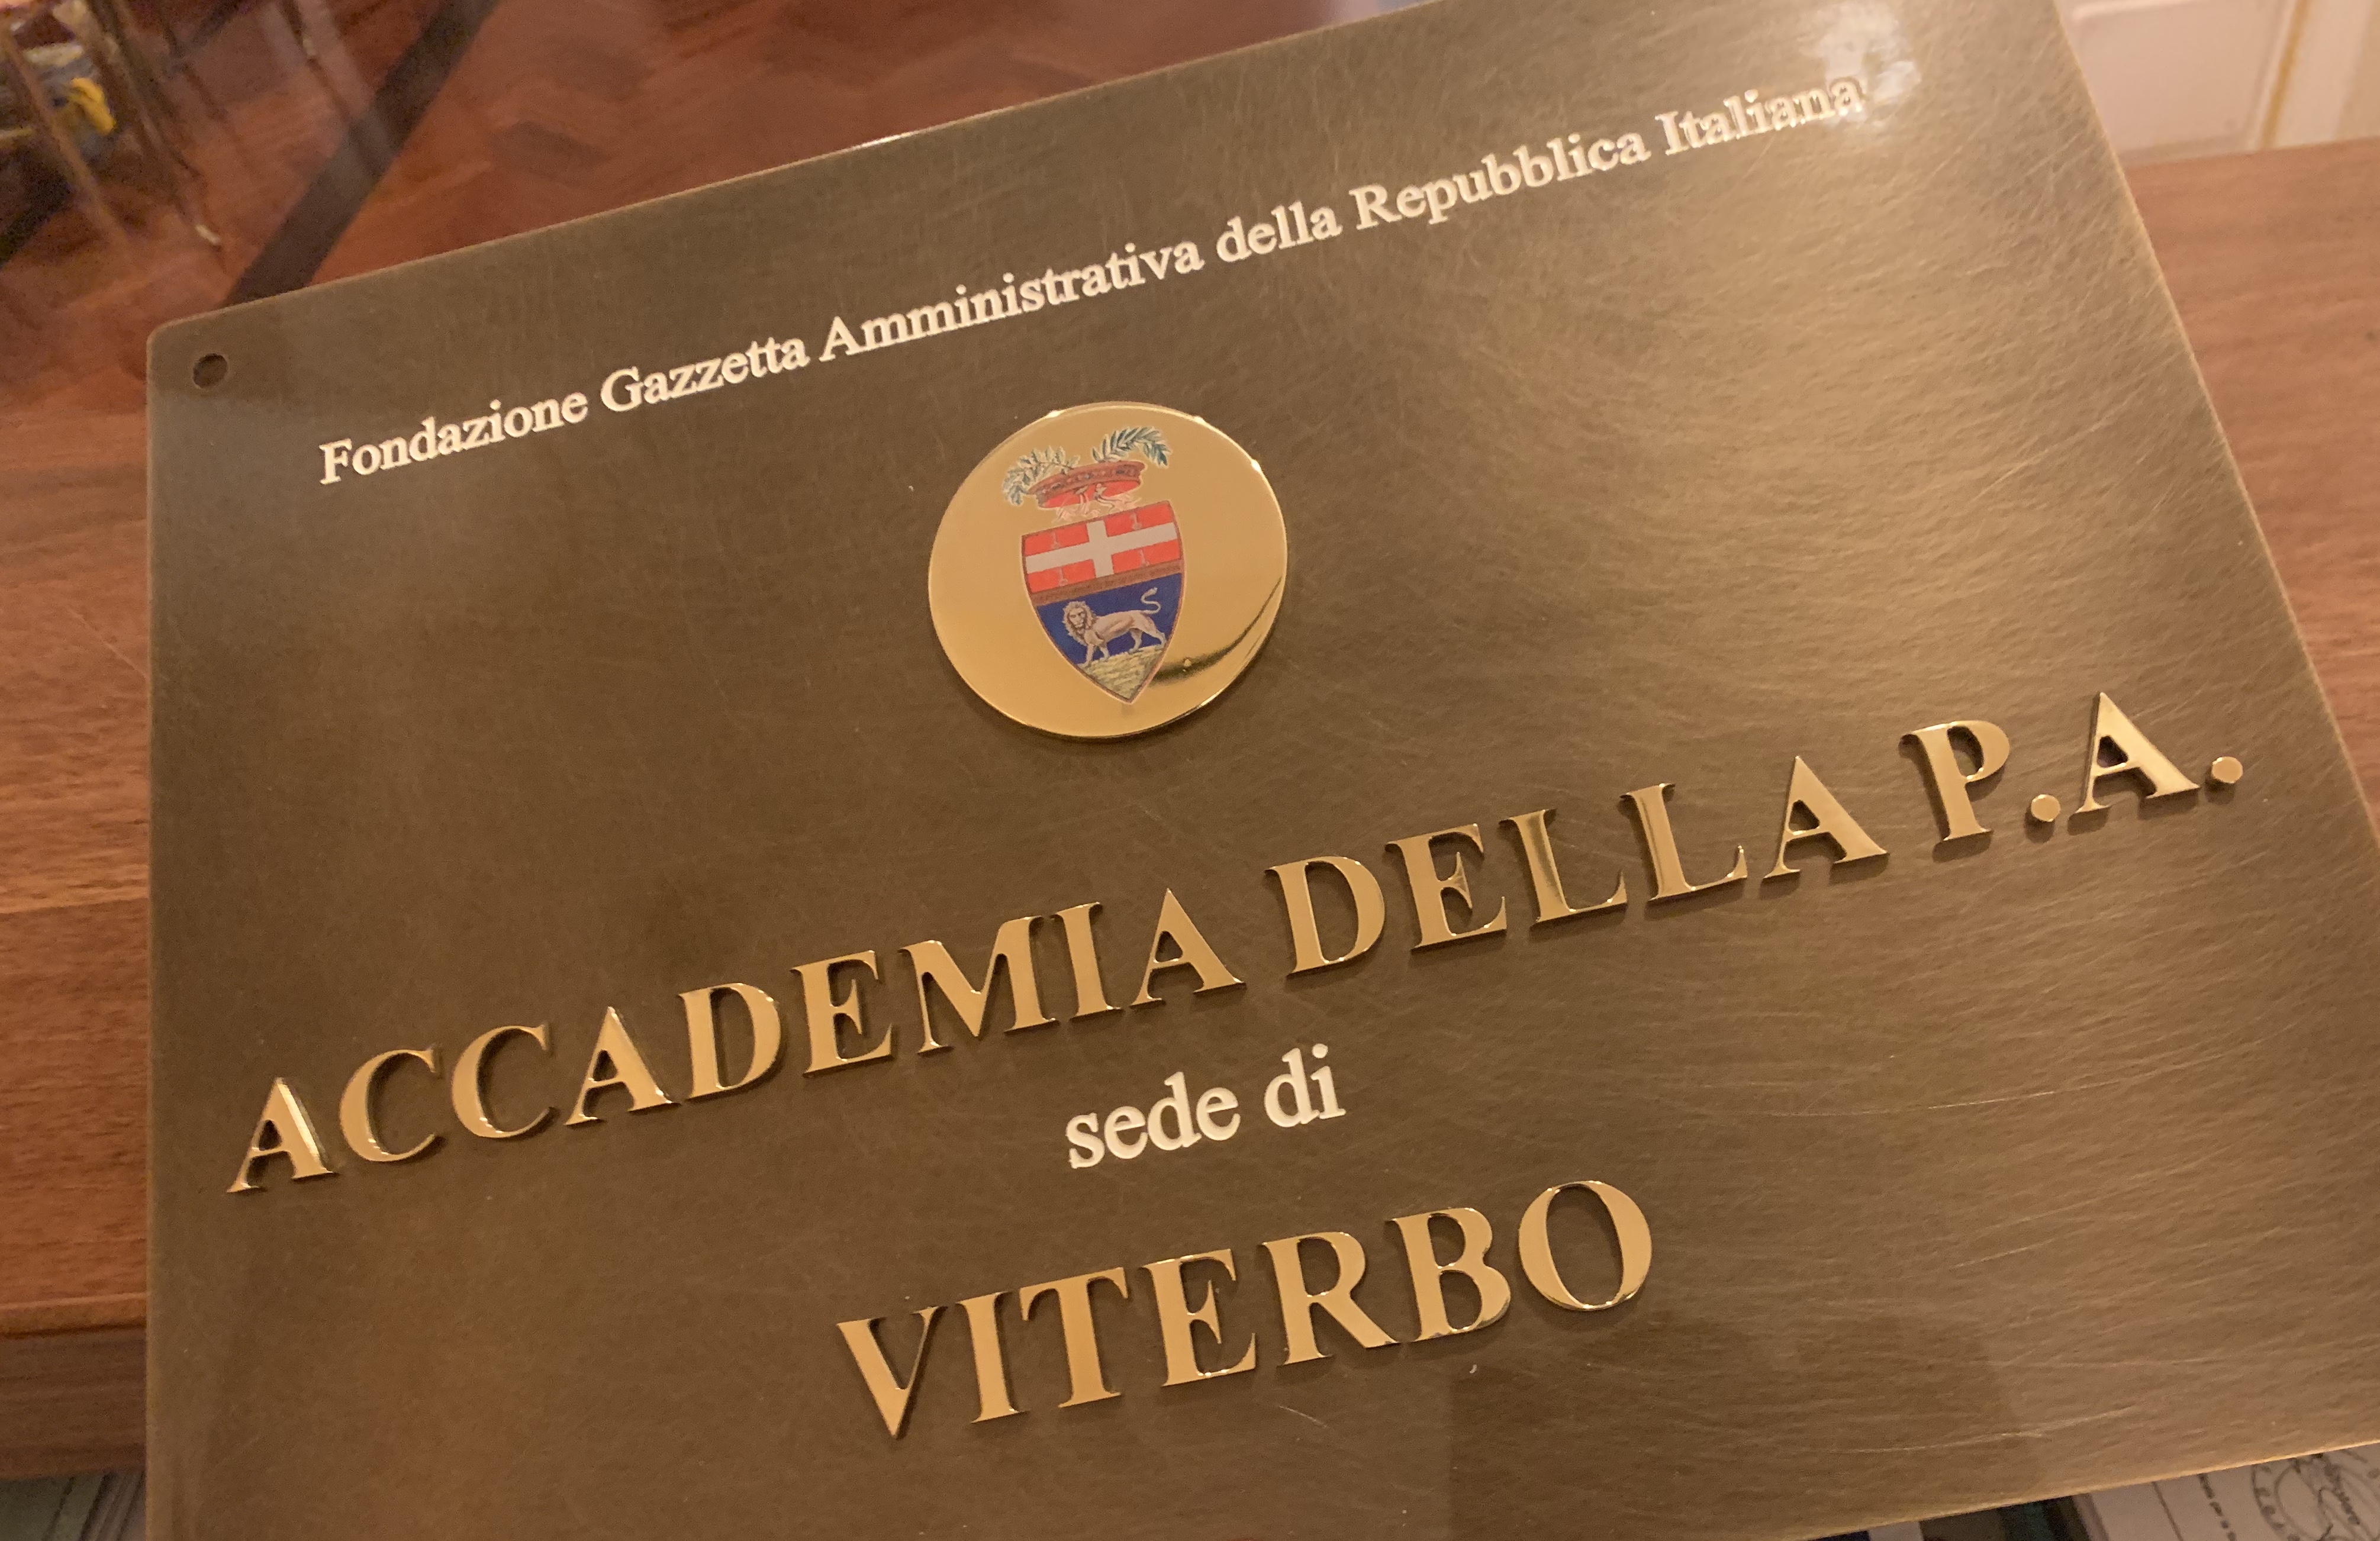 Fondazione Gazzetta Amministrativa della Repubblica Italiana
ACCADEMIA DELLA P.A.
sede di
VITERBO